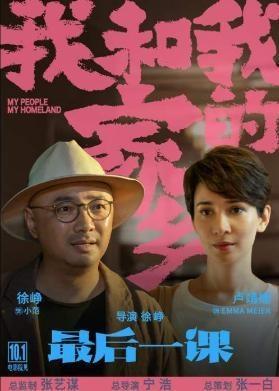 我和我的
家乡
MY PEOPLE
MY HOMELAND
徐峥
饰 小范
卢靖姗
饰 EMMA MEIER
导演 徐峥
最后一课
10.1
电影院见
总监制 张艺谋 总导演 宁浩 总策划 张一白